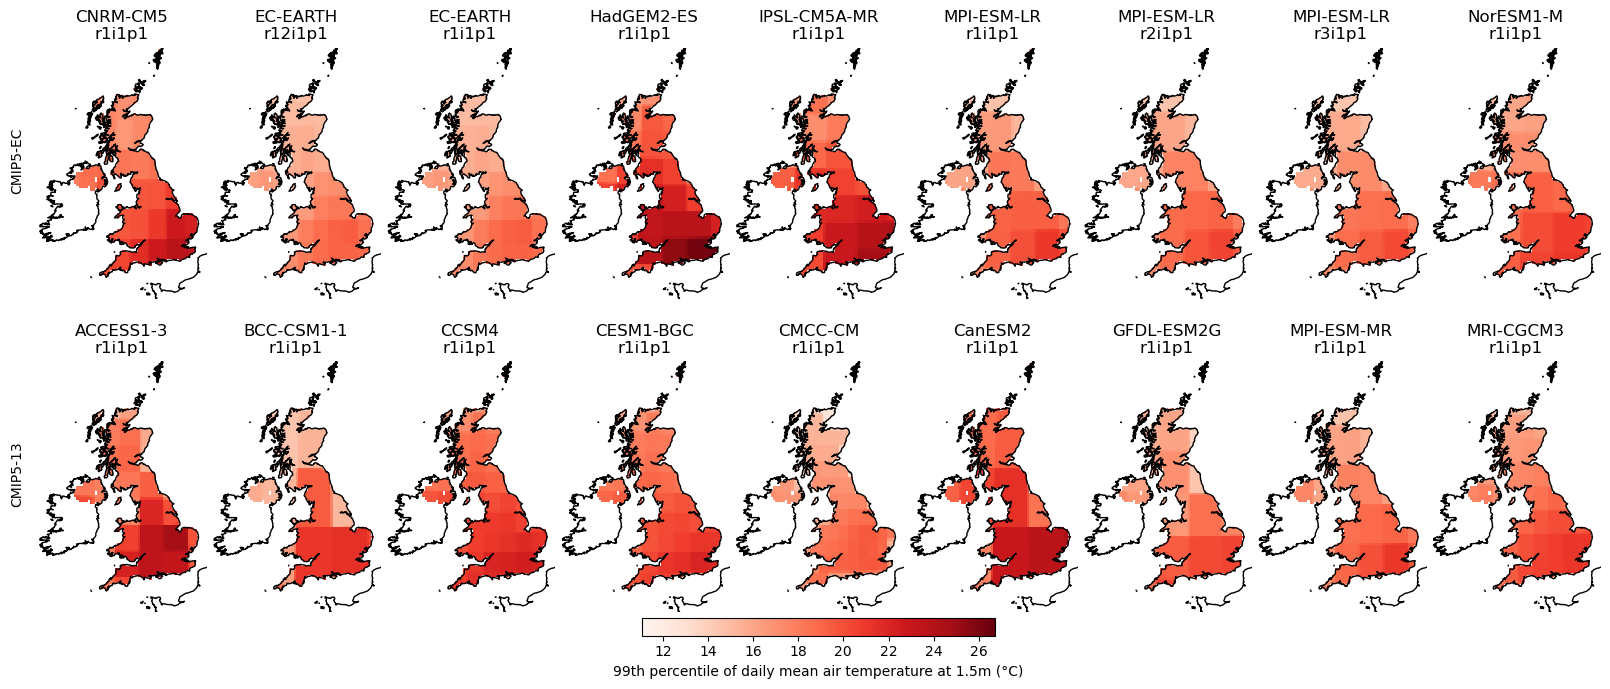 CNRM-CM5
r1i1p1
EC-EARTH
r12i1p1
EC-EARTH
r1i1p1
HadGEM2-ES
r1i1p1
IPSL-CM5A-MR
r1i1p1
MPI-ESM-LR
r1i1p1
MPI-ESM-LR
r2i1p1
MPI-ESM-LR
r3i1p1
NorESM1-M
r1i1p1
CMIP5-EC
ACCESS1-3
r1i1p1
BCC-CSM1-1
r1i1p1
CCSM4
r1i1p1
CESM1-BGC
r1i1p1
CMCC-CM
r1i1p1
CanESM2
r1i1p1
GFDL-ESM2G
r1i1p1
MPI-ESM-MR
r1i1p1
MRI-CGCM3
r1i1p1
CMIP5-13
12 14 16 18 20 22 24 26
99th percentile of daily mean air temperature at 1.5m (°C)